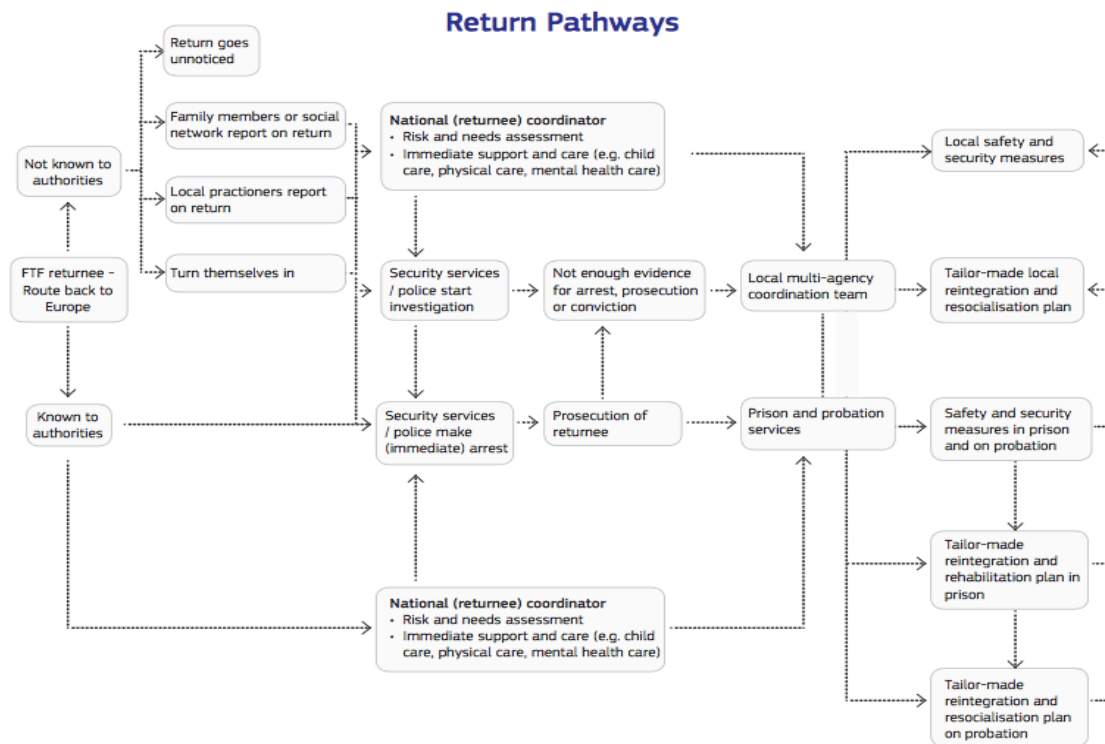 Return Pathways
Return goes
unnoticed
Family members or social
network report on return
Not known to
authorities
Local practioners report
on return
FTF returnee -
Route back to
Europe
Turn themselves in
Known to
authorities
National (returnee) coordinator
• Risk and needs assessment
• Immediate support and care (e.g. child
care, physical care, mental health care)
Security services
/ police start
investigation
Not enough evidence
for arrest, prosecution
or conviction
Local multi-agency
coordination team
Local safety and
security measures
Tailor-made local
reintegration and
resocialisation plan
Security services
/ police make
(immediate) arrest
Prosecution of
returnee
Prison and probation
services
Safety and security
measures in prison
and on probation
Tailor-made
reintegration and
rehabilitation plan in
prison
National (returnee) coordinator
• Risk and needs assessment
• Immediate support and care (e.g. child
care, physical care, mental health care)
Tailor-made
reintegration and
resocialisation plan
on probation